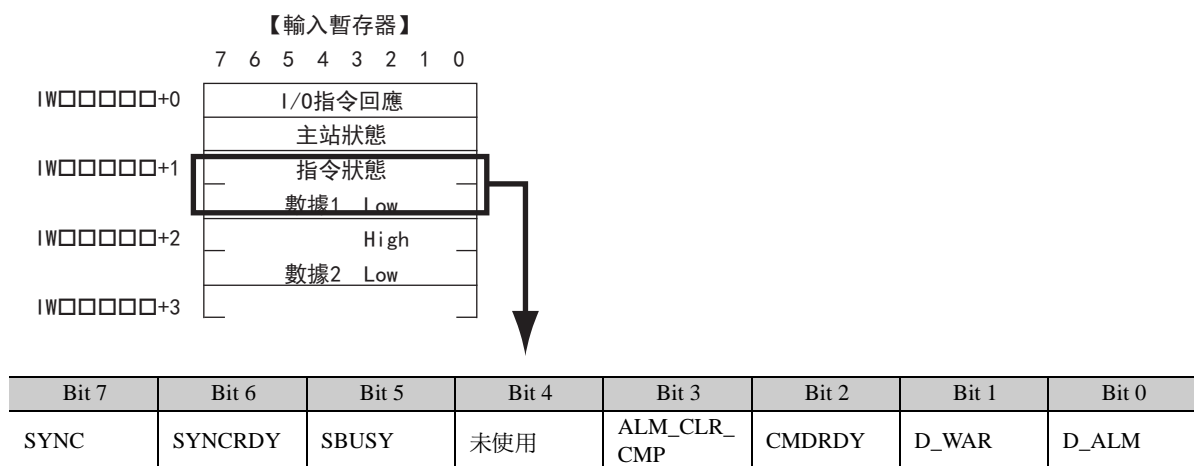 【輸入暫存器】
7 6 5 4 3 2 1 0
IW□□□□□+0 I/O指令回應
主站狀態
IW□□□□□+1 指令狀態
數據1 Low
IW□□□□□+2 High
數據2 Low
IW□□□□□+3
Bit 7 Bit 6 Bit 5 Bit 4 Bit 3 Bit 2 Bit 1 Bit 0
SYNC SYNCRDY SBUSY 未使用 ALM_CLR_ CMDRDY D_WAR D_ALM
CMP